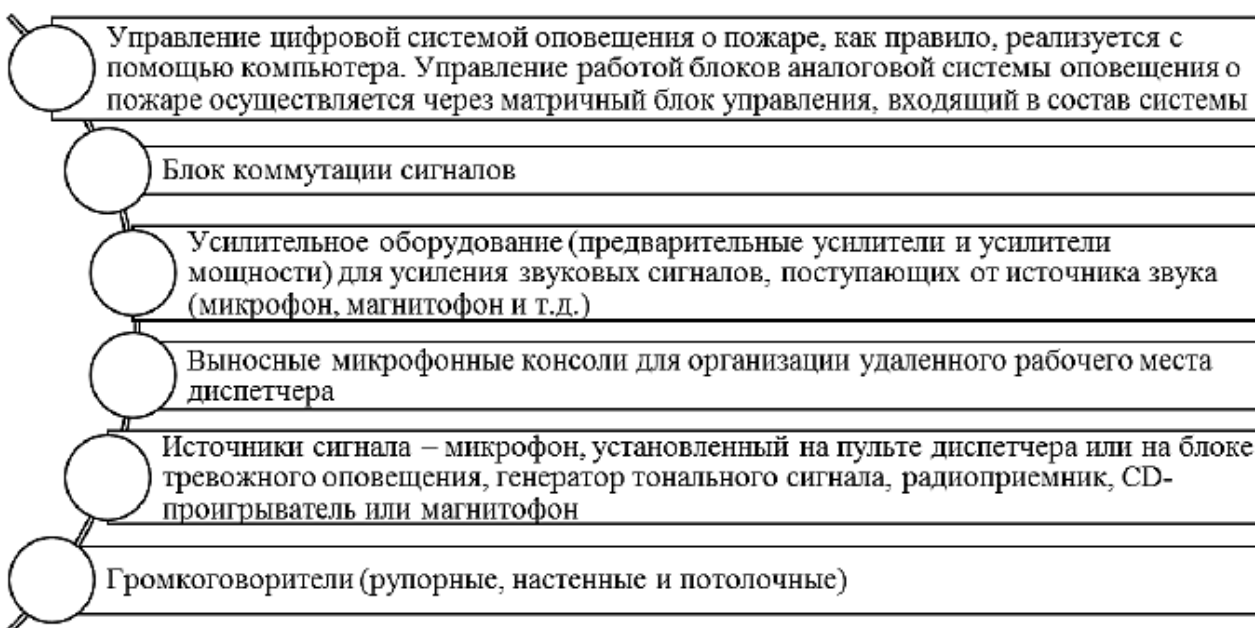 Управление цифровой системой оповещения о пожаре, как правило, реализуется с
помощью компьютера. Управление работой блоков аналоговой системы оповещения о
пожаре осуществляется через матричный блок управления, входящий в состав системы
Блок коммутации сигналов
Усилительное оборудование (предварительные усилители и усилители
мощности) для усиления звуковых сигналов, поступающих от источника звука
(микрофон, магнитофон и т.д.)
Выносные микрофонные консоли для организации удаленного рабочего места
диспетчера
Источники сигнала – микрофон, установленный на пульте диспетчера или на блоке
тревожного оповещения, генератор тонального сигнала, радиоприемник, CD-
проигрыватель или магнитофон
Громкоговорители (рупорные, настенные и потолочные)